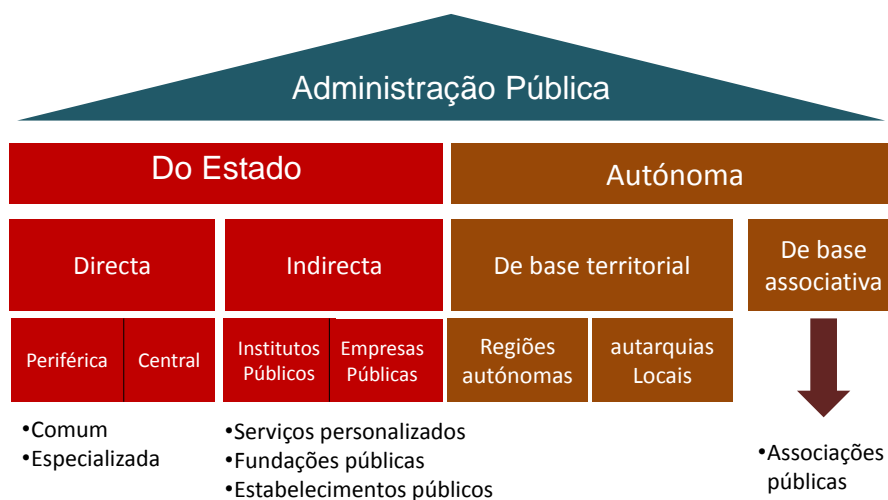 Administração Pública
Do Estado
Autónoma
Directa
Indirecta
De base territorial
De base
associativa
Periférica
Central
Institutos
Públicos
Empresas
Públicas
Regiões
autónomas
autarquias
Locais
•Comum
•Especializada
•Serviços personalizados
•Fundações públicas
•Estabelecimentos públicos
•Associações
públicas